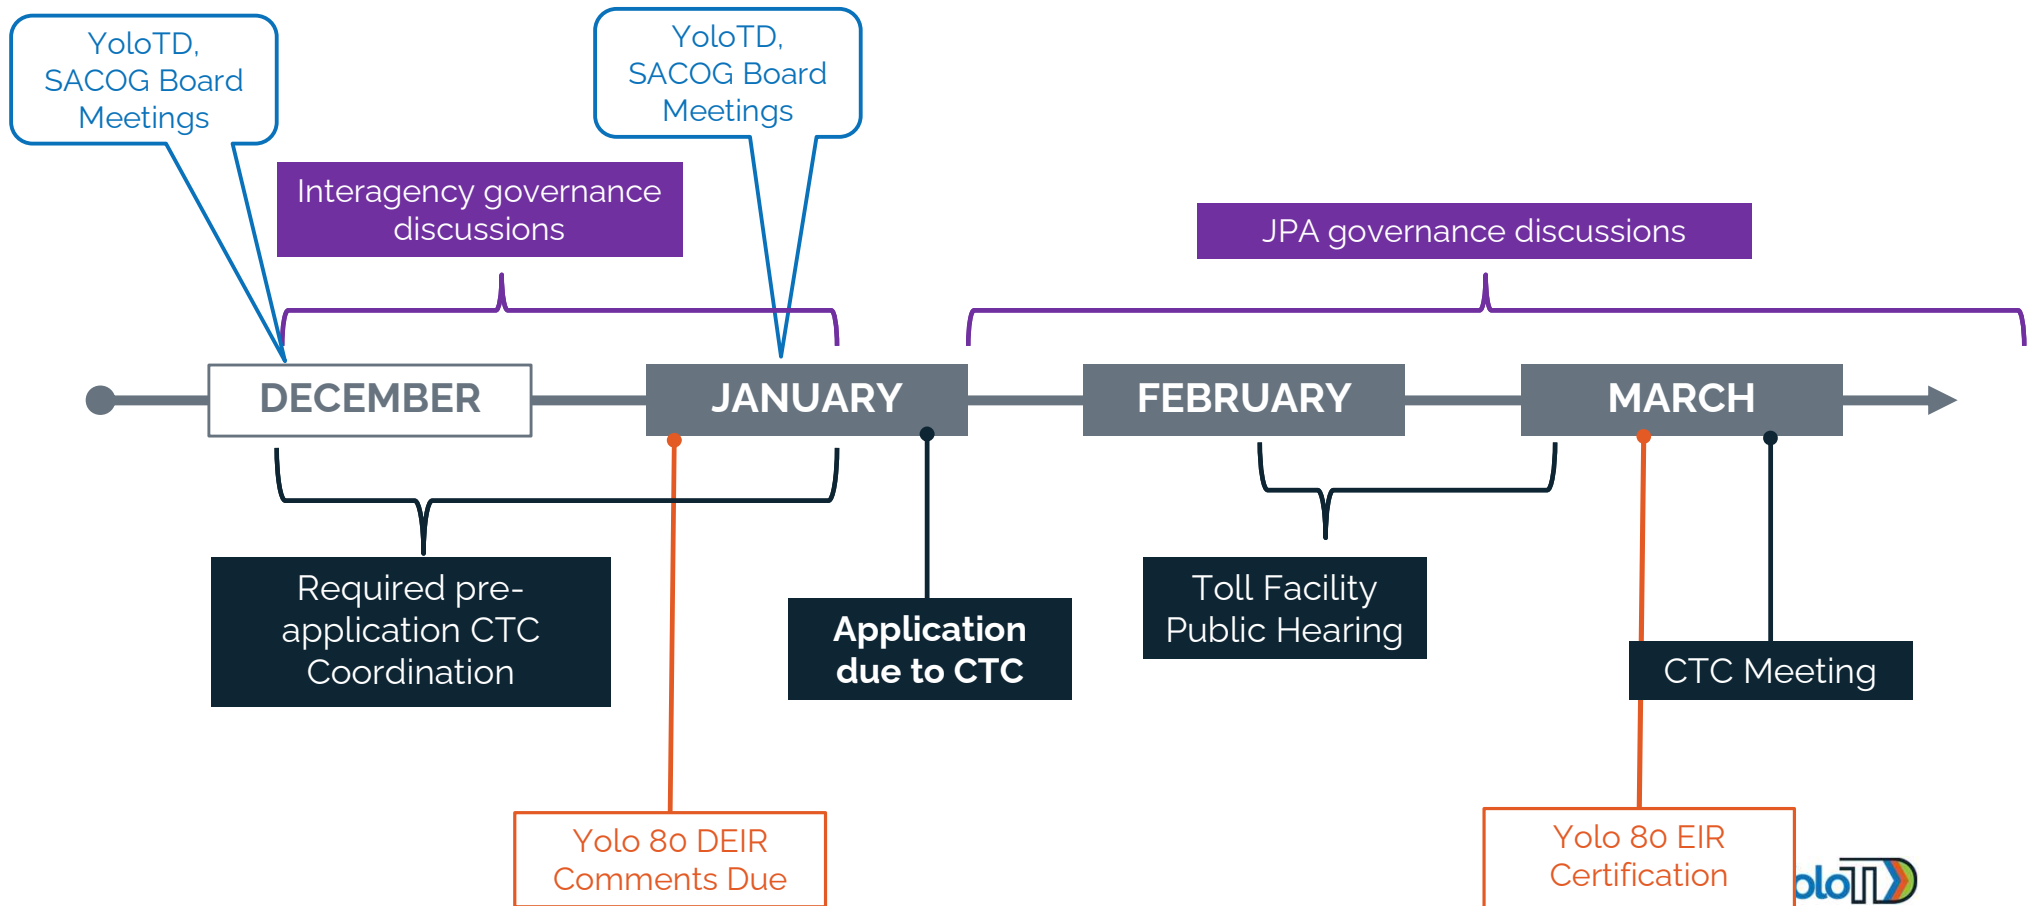 YoloTD,
SACOG Board
Meetings
YoloTD,
SACOG Board
Meetings
Interagency governance
discussions
JPA governance discussions
DECEMBER
JANUARY
FEBRUARY
MARCH
Required pre-
application CTC
Coordination
Application
due to CTC
Toll Facility
Public Hearing
CTC Meeting
Yolo 80 DEIR
Comments Due
Yolo 80 EIR
Certification
oloTD